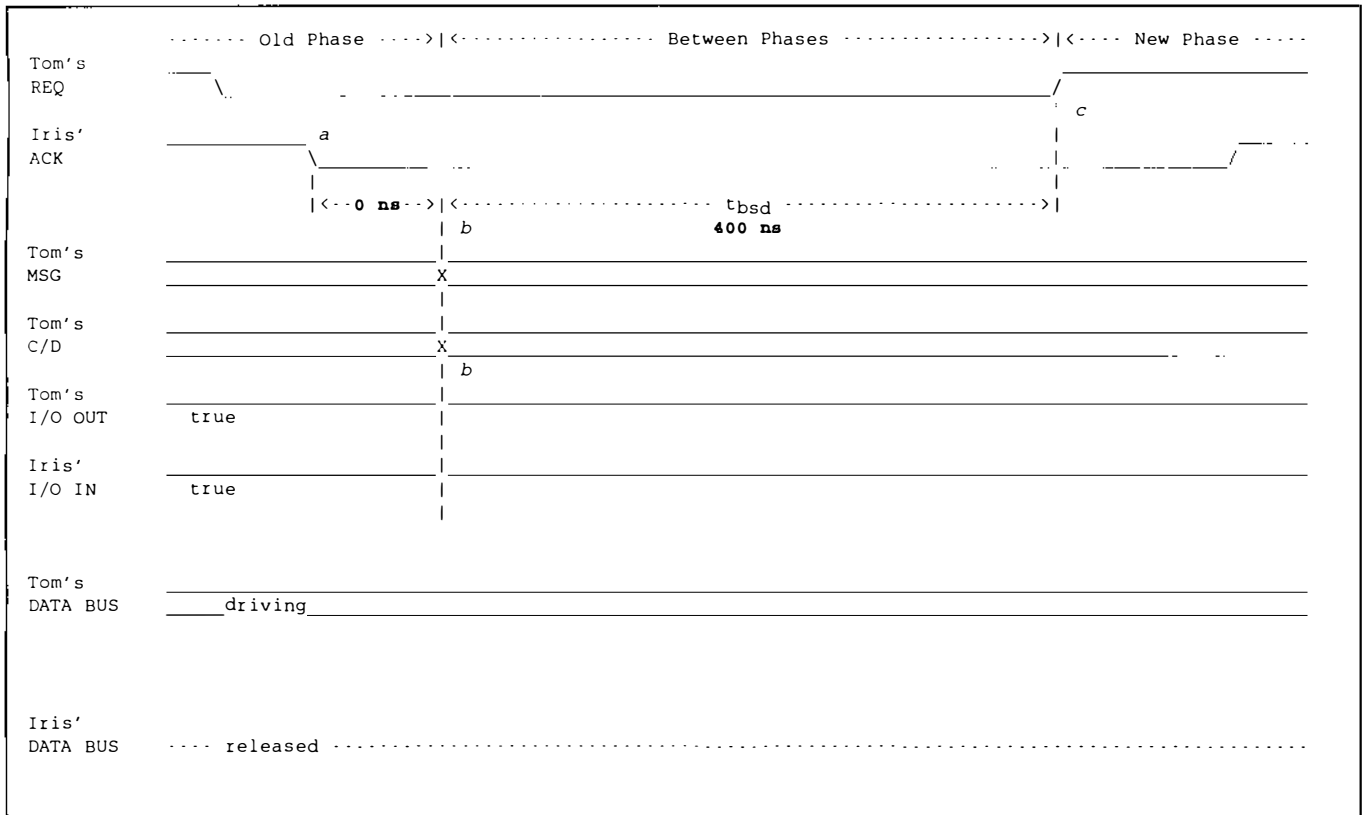 Old Phase Between Phases New Phase
Tom's
REQ
c
Iris'
ACK
a
0 ns tbsd
b 400 ns
Tom's
MSG X
Tom's
C/D X
b
Tom's
I/O OUT true
Iris'
I/O IN true
Tom's
DATA BUS driving
Iris'
DATA BUS released